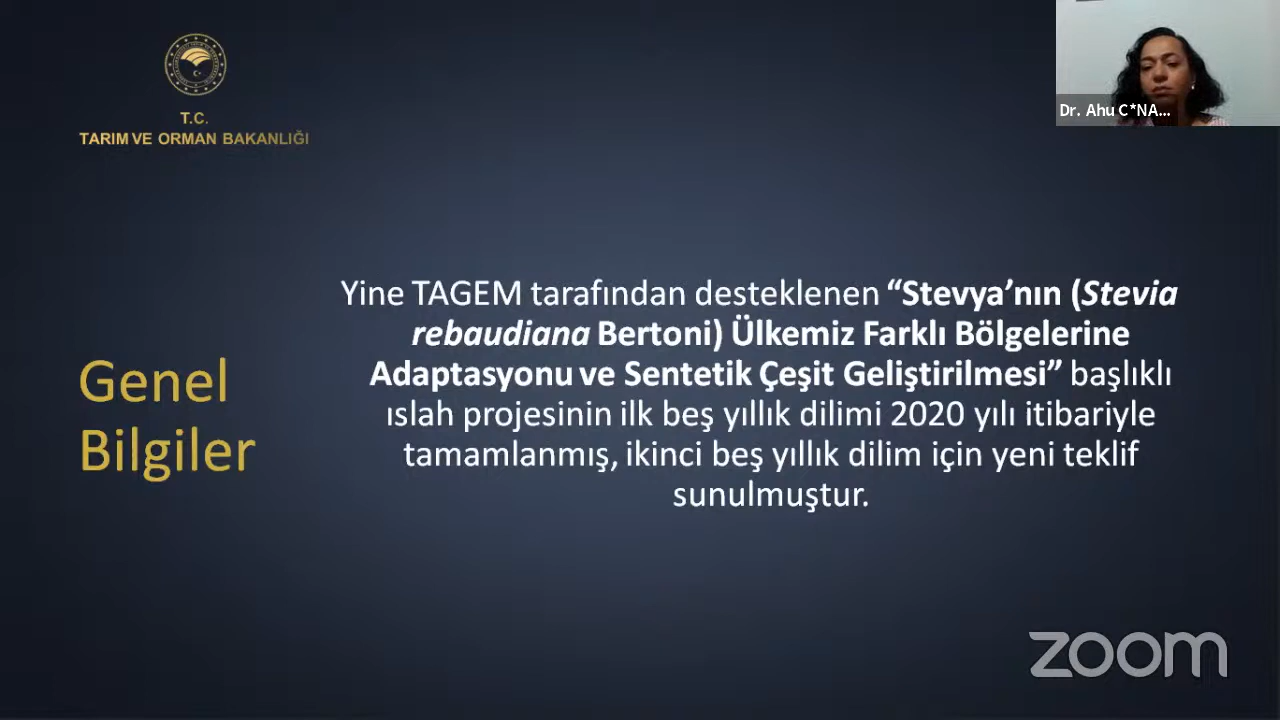 T.C.
TARIM VE ORMAN BAKANLIĞI
Dr. Ahu C*NA...
Genel
Bilgiler
Yine TAGEM tarafından desteklenen “Stevya’nın (Stevia
rebaudiana Bertoni) Ülkemiz Farklı Bölgelerine
Adaptasyonu ve Sentetik Çeşit Geliştirilmesi” başlıklı
ıslah projesinin ilk beş yıllık dilimi 2020 yılı itibariyle
tamamlanmış, ikinci beş yıllık dilim için yeni teklif
sunulmuştur.
zoom